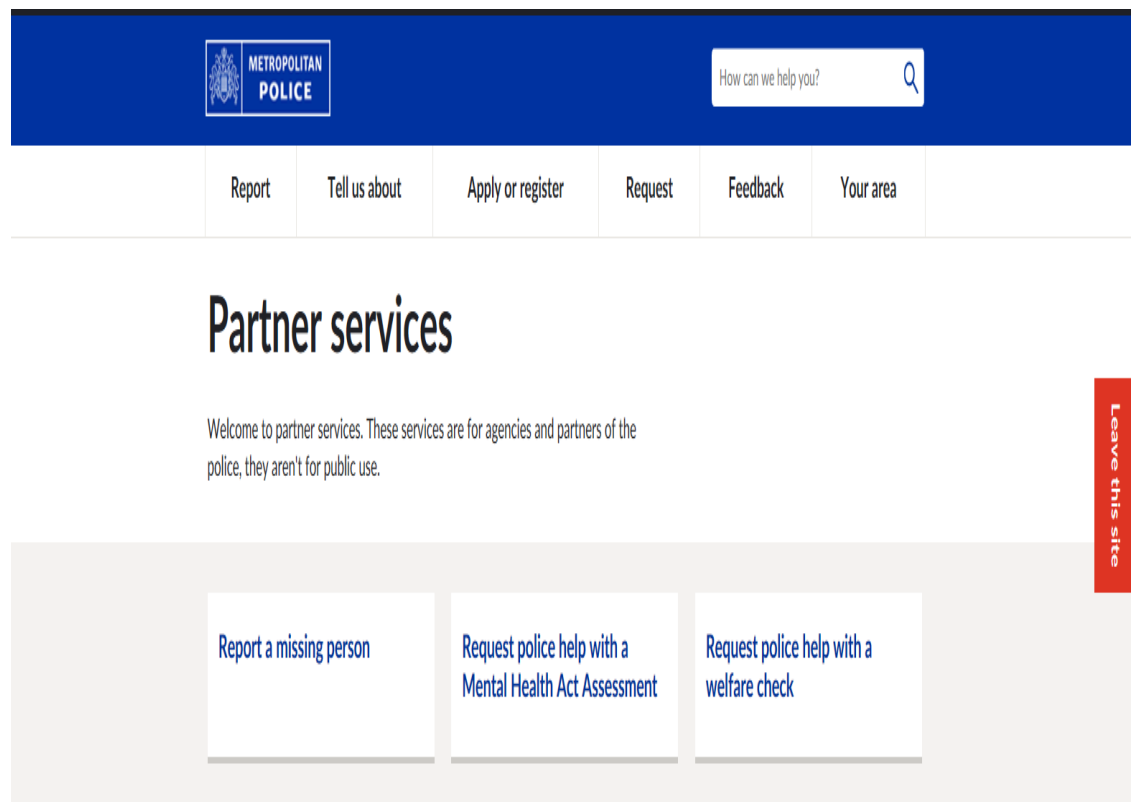 METROPOLITAN
POLICE
How can we help you?
Report
Tell us about
Apply or register
Request
Feedback
Your area
Partner services
Welcome to partner services. These services are for agencies and partners of the
police, they aren't for public use.
Leave this site
Report a missing person
Request police help with a
Mental Health Act Assessment
Request police help with a
welfare check